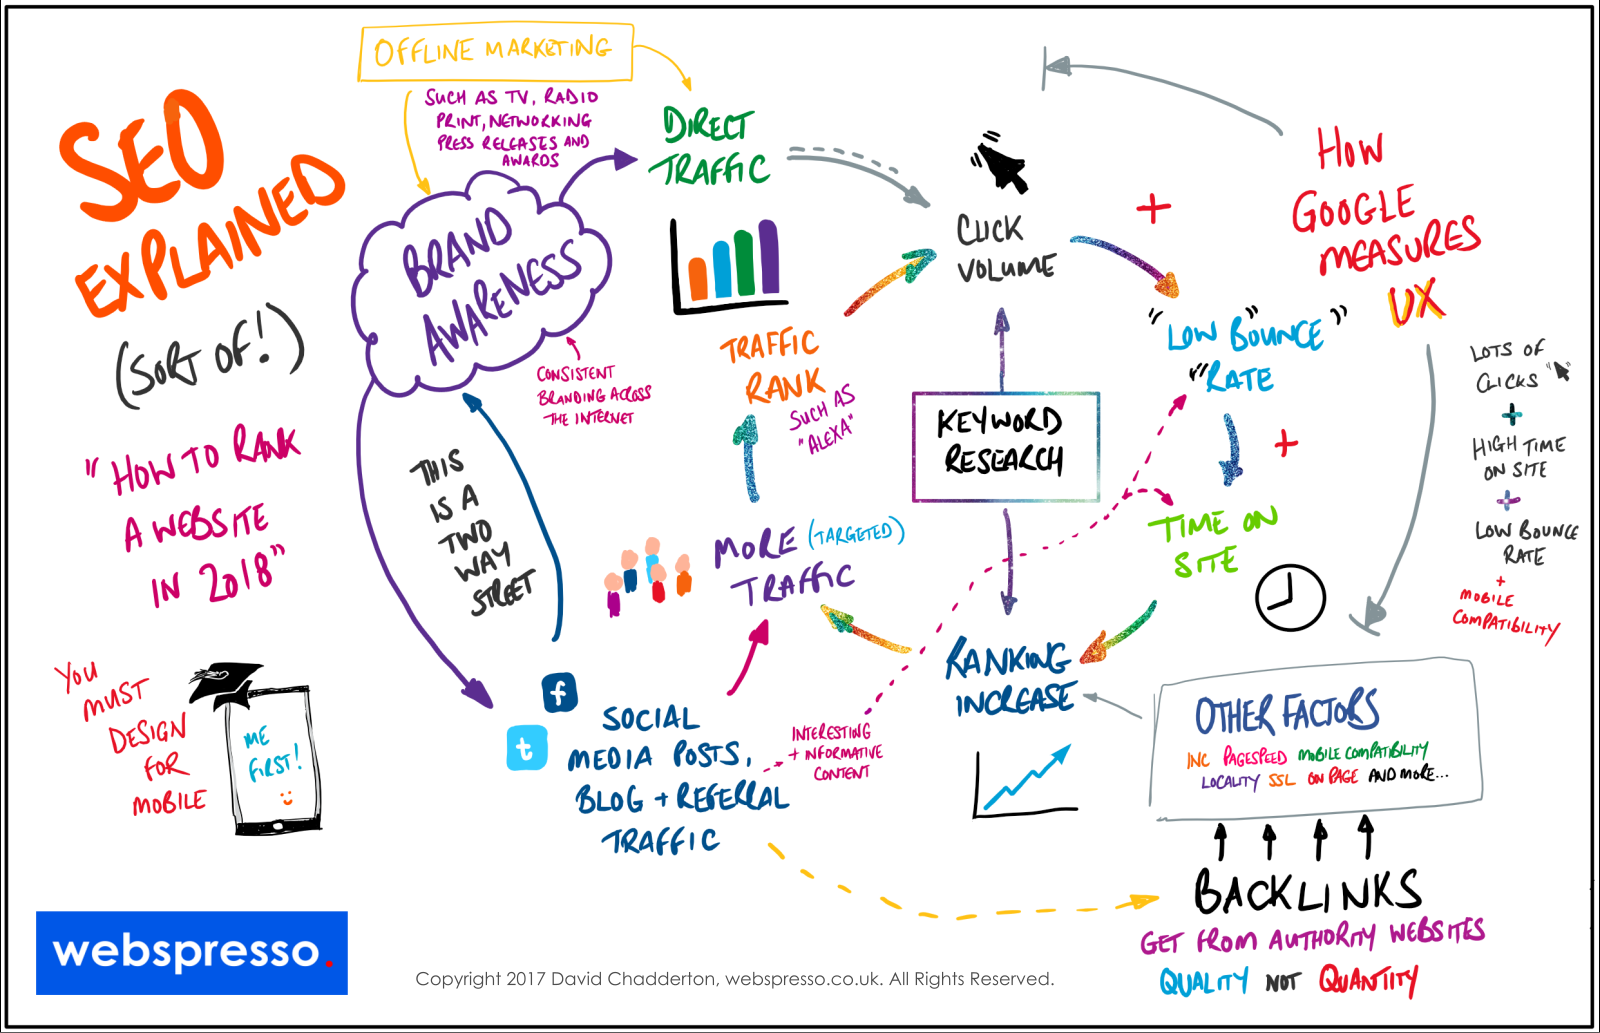 SEO
EXPLAINED
(SORT OF!)
"HOW TO RANK
A WEBSITE
IN 2018"
YOU
MUST
DESIGN
FOR
MOBILE
ME
FIRST!
webspresso.
OFFLINE MARKETING
SUCH AS TV, RADIO
PRINT, NETWORKING
PRESS RELEASES AND
AWARDS
BRAND
AWARENESS
CONSISTENT
BRANDING ACROSS
THE INTERNET
THIS
IS A
TWO
WAY
STREET
f
t
SOCIAL
MEDIA POSTS,
BLOG + REFERRAL
TRAFFIC
INTERESTING
+ INFORMATIVE
CONTENT
DIRECT
TRAFFIC
TRAFFIC
RANK
SUCH AS
"ALEXA"
MORE (TARGETED)
TRAFFIC
CLICK
VOLUME
KEYWORD
RESEARCH
RANKING
INCREASE
+
"LOW BOUNCE"
"RATE
+
TIME ON
SITE
HOW
GOOGLE
MEASURES
UX
LOTS OF
CLICKS " "
+
HIGH TIME
ON SITE
+
LOW BOUNCE
RATE
+
MOBILE
COMPATIBILITY
OTHER FACTORS
INC PAGESPEED MOBILE COMPATIBILITY
LOCALITY SSL ON PAGE AND MORE...
BACKLINKS
GET FROM AUTHORITY WEBSITES
QUALITY NOT QUANTITY
Copyright 2017 David Chadderton, webspresso.co.uk. All Rights Reserved.